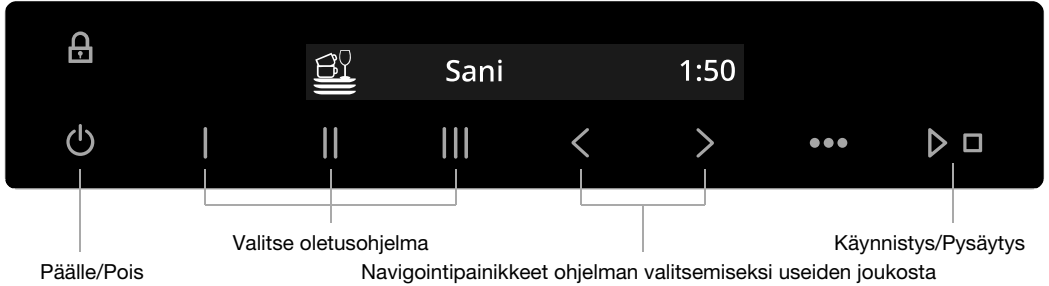 Sani 1:50
Valitse oletusohjelma
Käynnistys/Pysäytys
Päälle/Pois
Navigointipainikkeet ohjelman valitsemiseksi useiden joukosta